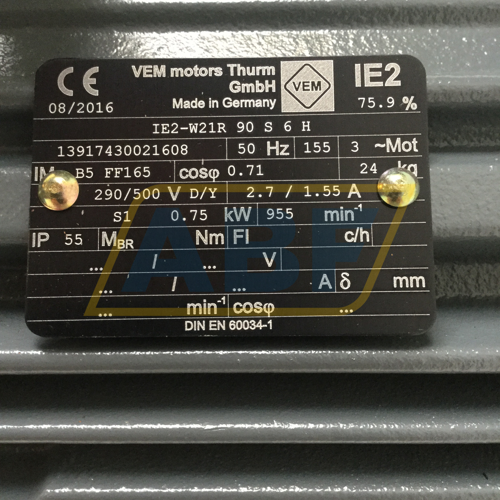 CE VEM motors Thurm GmbH VEM IE2
08/2016 Made in Germany 75.9 %
IE2-W21R 90 S 6 H
13917430021608 50 Hz 155 3 ~Mot
IM B5 FF165 cosφ 0.71 24 kg
290/500 V D/Y 2.7 / 1.55 A
S1 0.75 kW 955 min⁻¹
IP 55 MBR Nm FI c/h
... / ... V
... / ... A δ mm
... min⁻¹ cosφ ...
DIN EN 60034-1
ABF